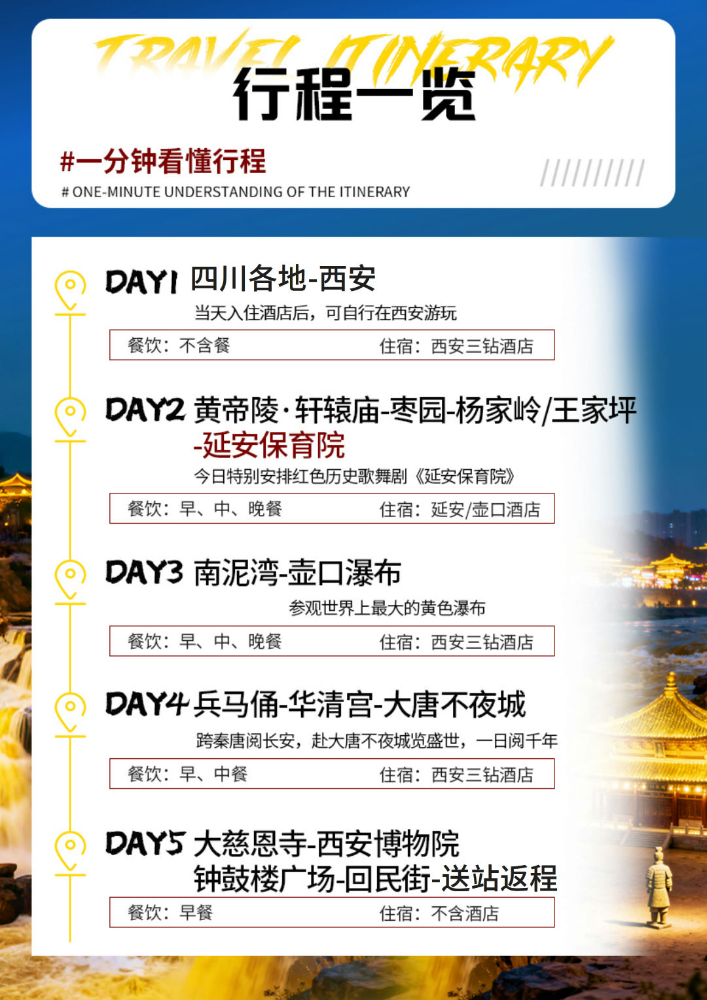 TRAVEL ITINERARY
行程一览
#一分钟看懂行程
# ONE-MINUTE UNDERSTANDING OF THE ITINERARY
DAY1 四川各地-西安
当天入住酒店后，可自行在西安游玩
餐饮：不含餐 住宿：西安三钻酒店
DAY2 黄帝陵·轩辕庙-枣园-杨家岭/王家坪
-延安保育院
今日特别安排红色历史歌舞剧《延安保育院》
餐饮：早、中、晚餐 住宿：延安/壶口酒店
DAY3 南泥湾-壶口瀑布
参观世界上最大的黄色瀑布
餐饮：早、中、晚餐 住宿：西安三钻酒店
DAY4 兵马俑-华清宫-大唐不夜城
跨秦唐阅长安，赴大唐不夜城览盛世，一日阅千年
餐饮：早、中餐 住宿：西安三钻酒店
DAY5 大慈恩寺-西安博物院
钟鼓楼广场-回民街-送站返程
餐饮：早餐 住宿：不含酒店